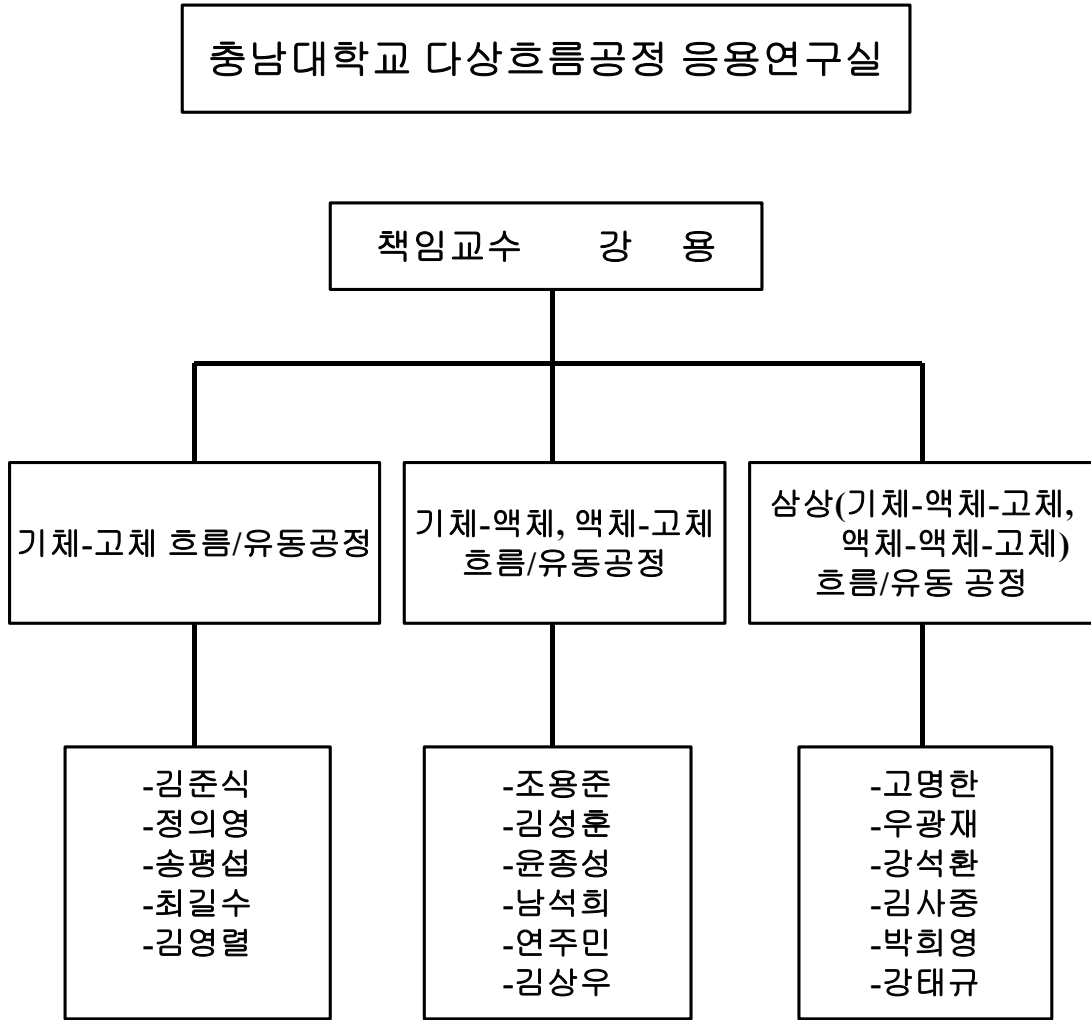 충남대학교 다상흐름공정 응용연구실
책임교수 강 용
기체-고체 흐름/유동공정
기체-액체, 액체-고체
흐름/유동공정
삼상(기체-액체-고체,
액체-액체-고체)
흐름/유동 공정
-김준식
-정의영
-송평섭
-최길수
-김영렬
-조용준
-김성훈
-윤종성
-남석희
-연주민
-김상우
-고명한
-우광재
-강석환
-김사중
-박희영
-강태규